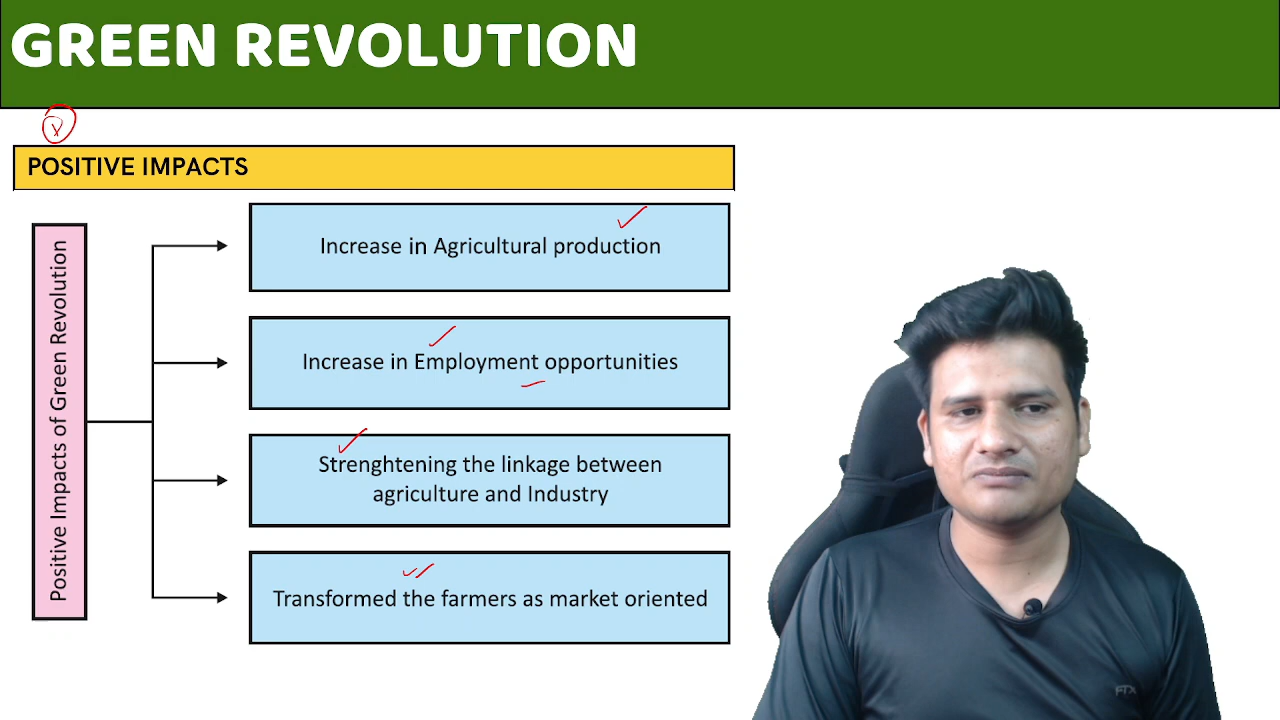 GREEN REVOLUTION
POSITIVE IMPACTS
Positive Impacts of Green Revolution
Increase in Agricultural production
Increase in Employment opportunities
Strenghtening the linkage between
agriculture and Industry
Transformed the farmers as market oriented
FTX